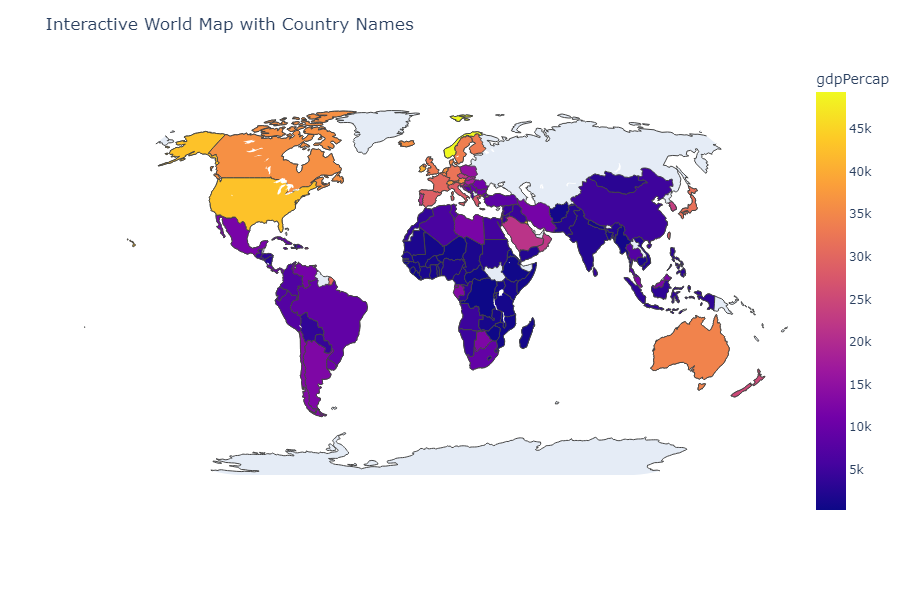 Interactive World Map with Country Names
gdpPercap
45k
40k
35k
30k
25k
20k
15k
10k
5k